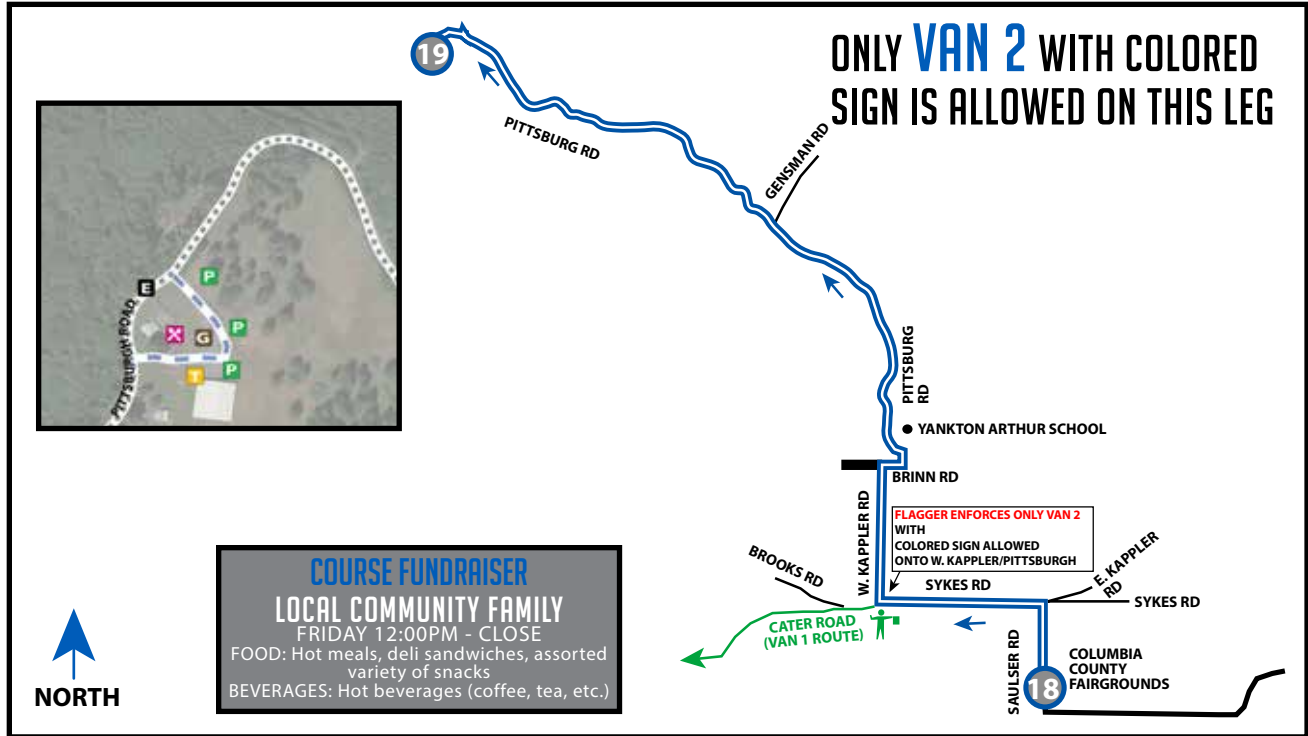 ONLY VAN 2 WITH COLORED
SIGN IS ALLOWED ON THIS LEG
19
PITTSBURG RD
GENSMAN RD
P
E
P
G
P
T
PITTSBURGH ROAD
PITTSBURG
RD
YANKTON ARTHUR SCHOOL
BRINN RD
W. KAPPLER RD
FLAGGER ENFORCES ONLY VAN 2
WITH
COLORED SIGN ALLOWED
ONTO W. KAPPLER/PITTSBURGH
BROOKS RD
SYKES RD
E. KAPPLER
RD
SYKES RD
CATER ROAD
(VAN 1 ROUTE)
SAULSER RD
18
COLUMBIA
COUNTY
FAIRGROUNDS
COURSE FUNDRAISER
LOCAL COMMUNITY FAMILY
FRIDAY 12:00PM - CLOSE
FOOD: Hot meals, deli sandwiches, assorted
variety of snacks
BEVERAGES: Hot beverages (coffee, tea, etc.)
NORTH